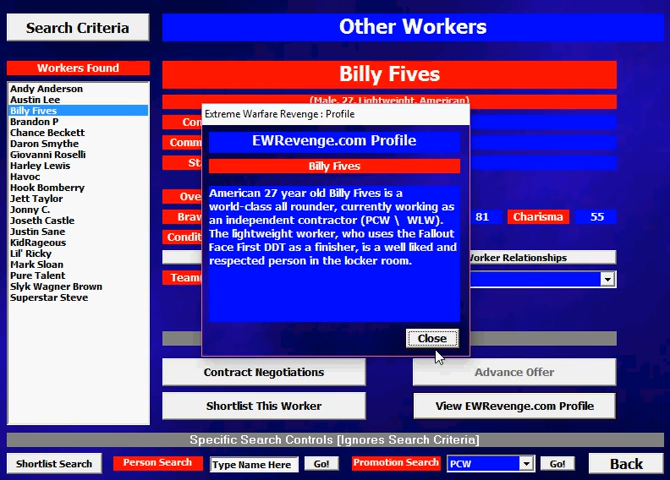 Search Criteria
Other Workers
Workers Found
Andy Anderson
Austin Lee
Billy Fives
Brandon P
Chance Beckett
Daron Smythe
Giovanni Roselli
Harley Lewis
Havoc
Hook Bomberry
Jett Taylor
Jonny C.
Joseth Castle
Justin Sane
KidRageous
Lil' Ricky
Mark Sloan
Pure Talent
Slyk Wagner Brown
Superstar Steve
Billy Fives
(Male, 27, Lightweight, American)
Extreme Warfare Revenge : Profile
EWRevenge.com Profile
Billy Fives
American 27 year old Billy Fives is a
world-class all rounder, currently working as
an independent contractor (PCW \ WLW).
The lightweight worker, who uses the Fallout
Face First DDT as a finisher, is a well liked and
respected person in the locker room.
Close
Con
Comm
St
Ove
Braw
81
Charisma
55
Condit
Worker Relationships
Team
Contract Negotiations
Advance Offer
Shortlist This Worker
View EWRevenge.com Profile
Specific Search Controls [Ignores Search Criteria]
Shortlist Search
Person Search
Type Name Here
Go!
Promotion Search
PCW
Go!
Back